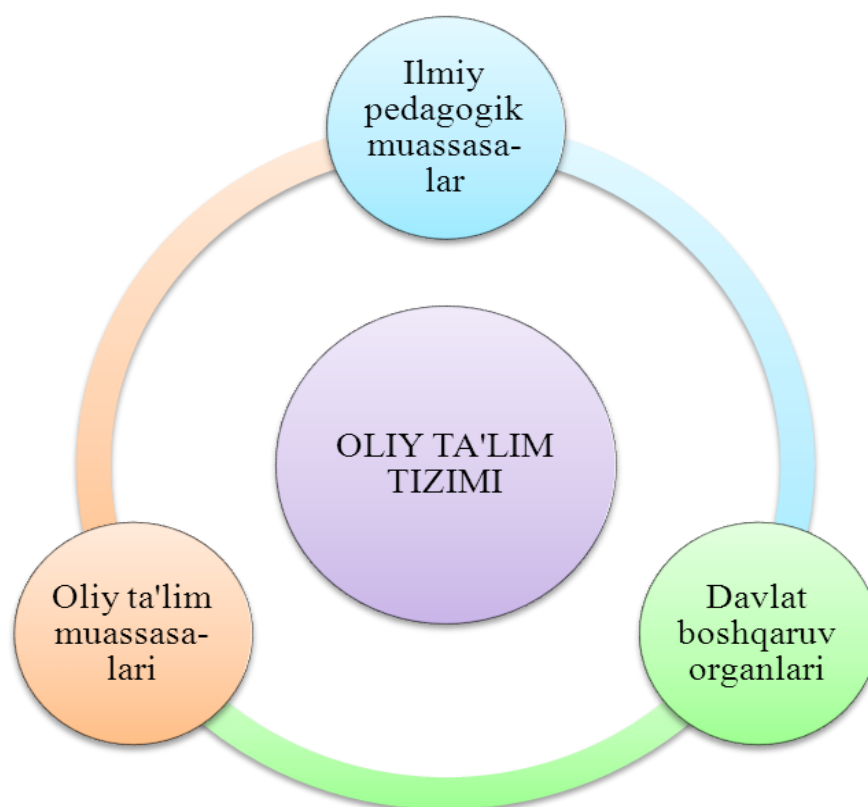 Ilmiy
pedagogik
muassasa-
lar
OLIY TA'LIM
TIZIMI
Oliy ta'lim
muassasa-
lari
Davlat
boshqaruv
organlari